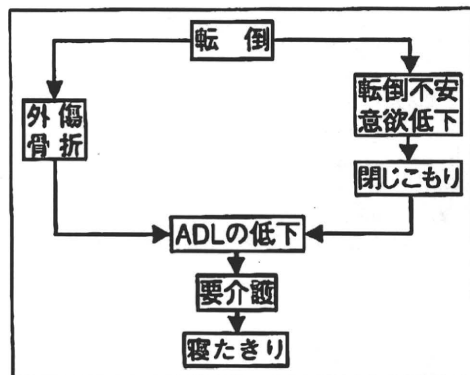 転倒
外傷
骨折
転倒不安
意欲低下
閉じこもり
ADLの低下
要介護
寝たきり